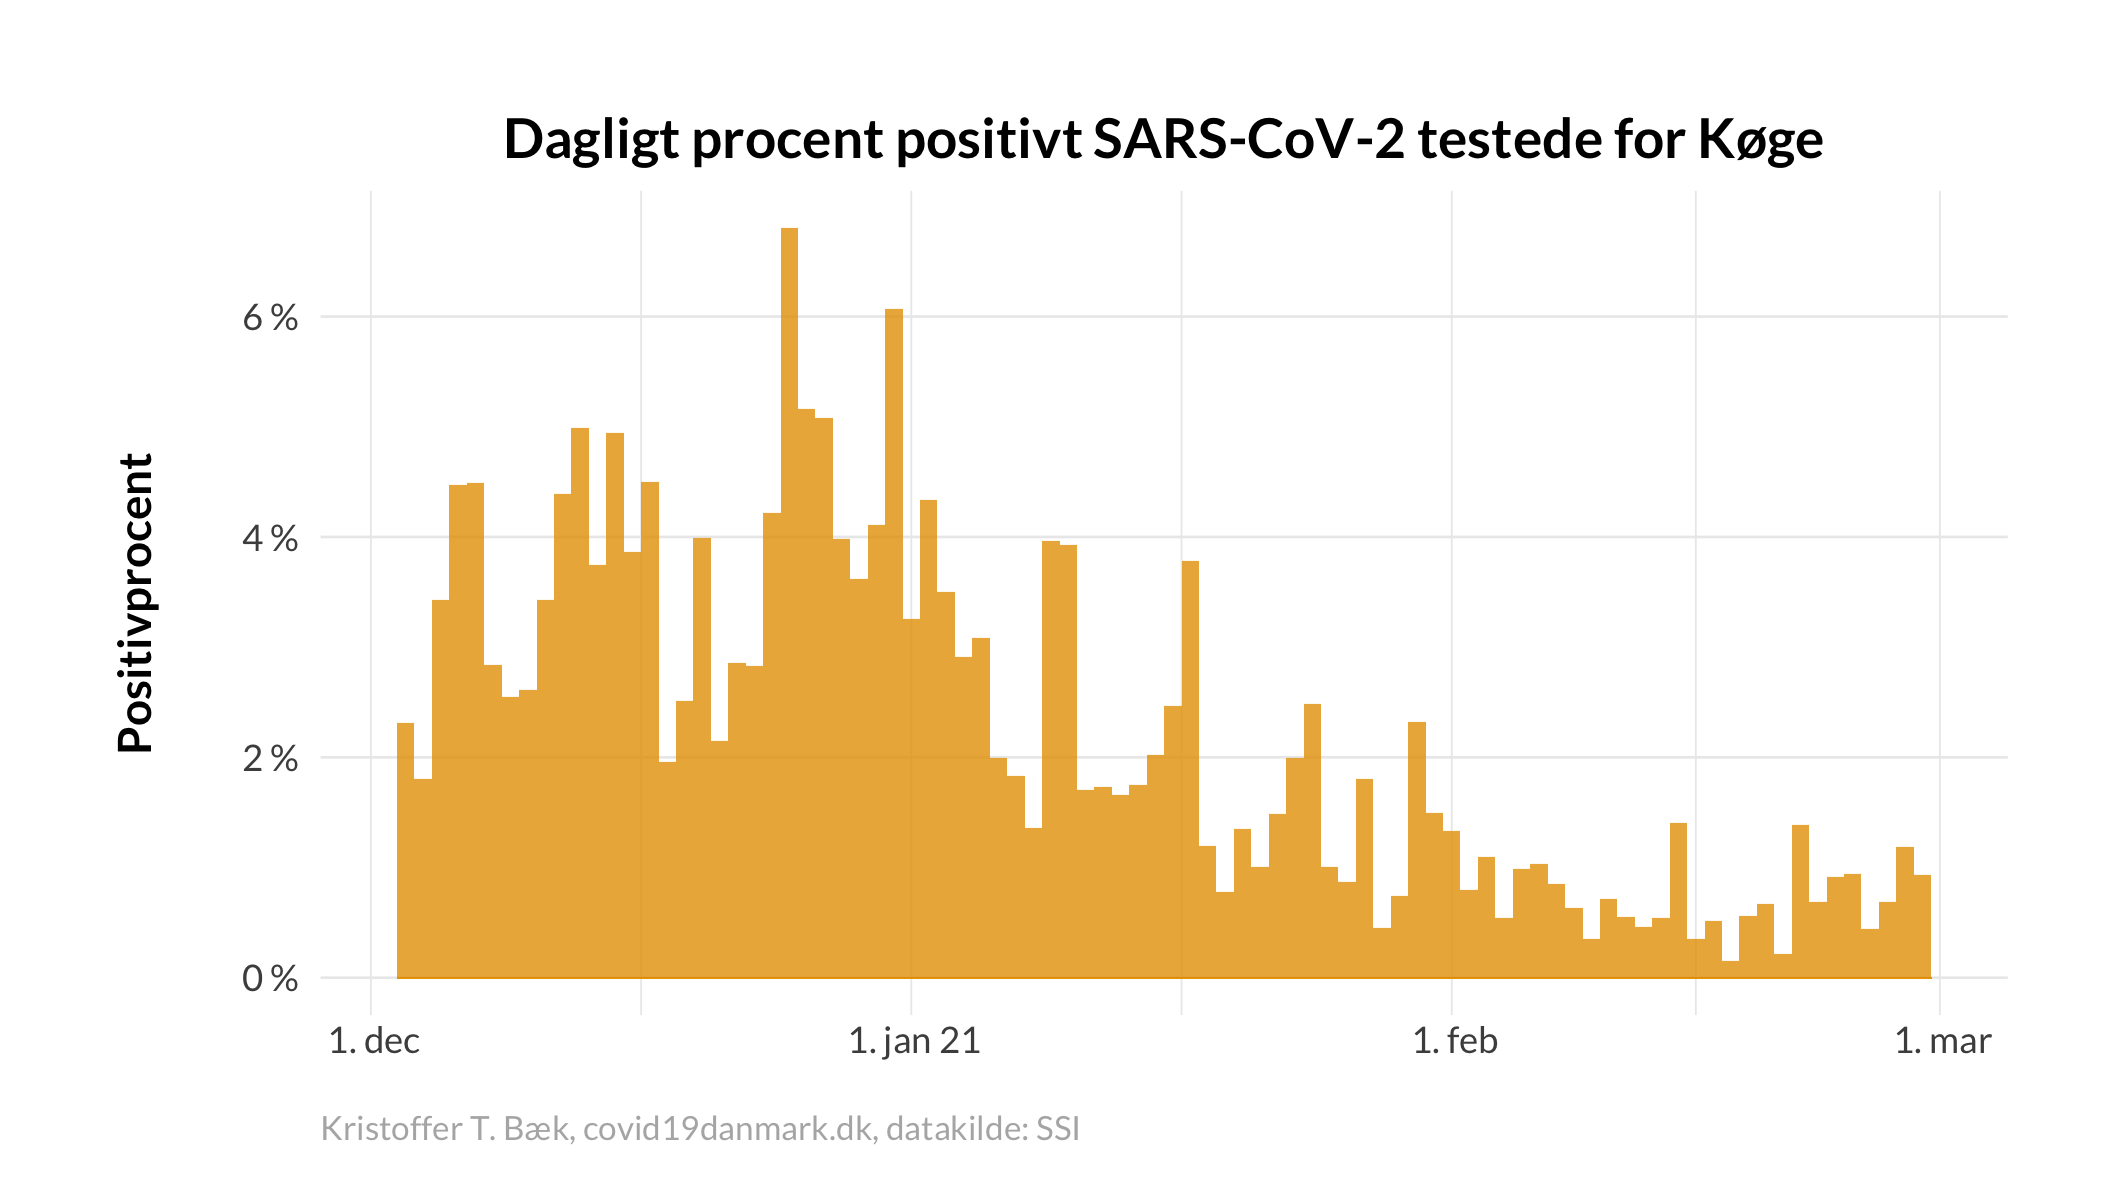 Dagligt procent positivt SARS-CoV-2 testede for Køge
Positivprocent
6 %
4 %
2 %
0 %
1. dec
1. jan 21
1. feb
1. mar
Kristoffer T. Bæk, covid19danmark.dk, datakilde: SSI